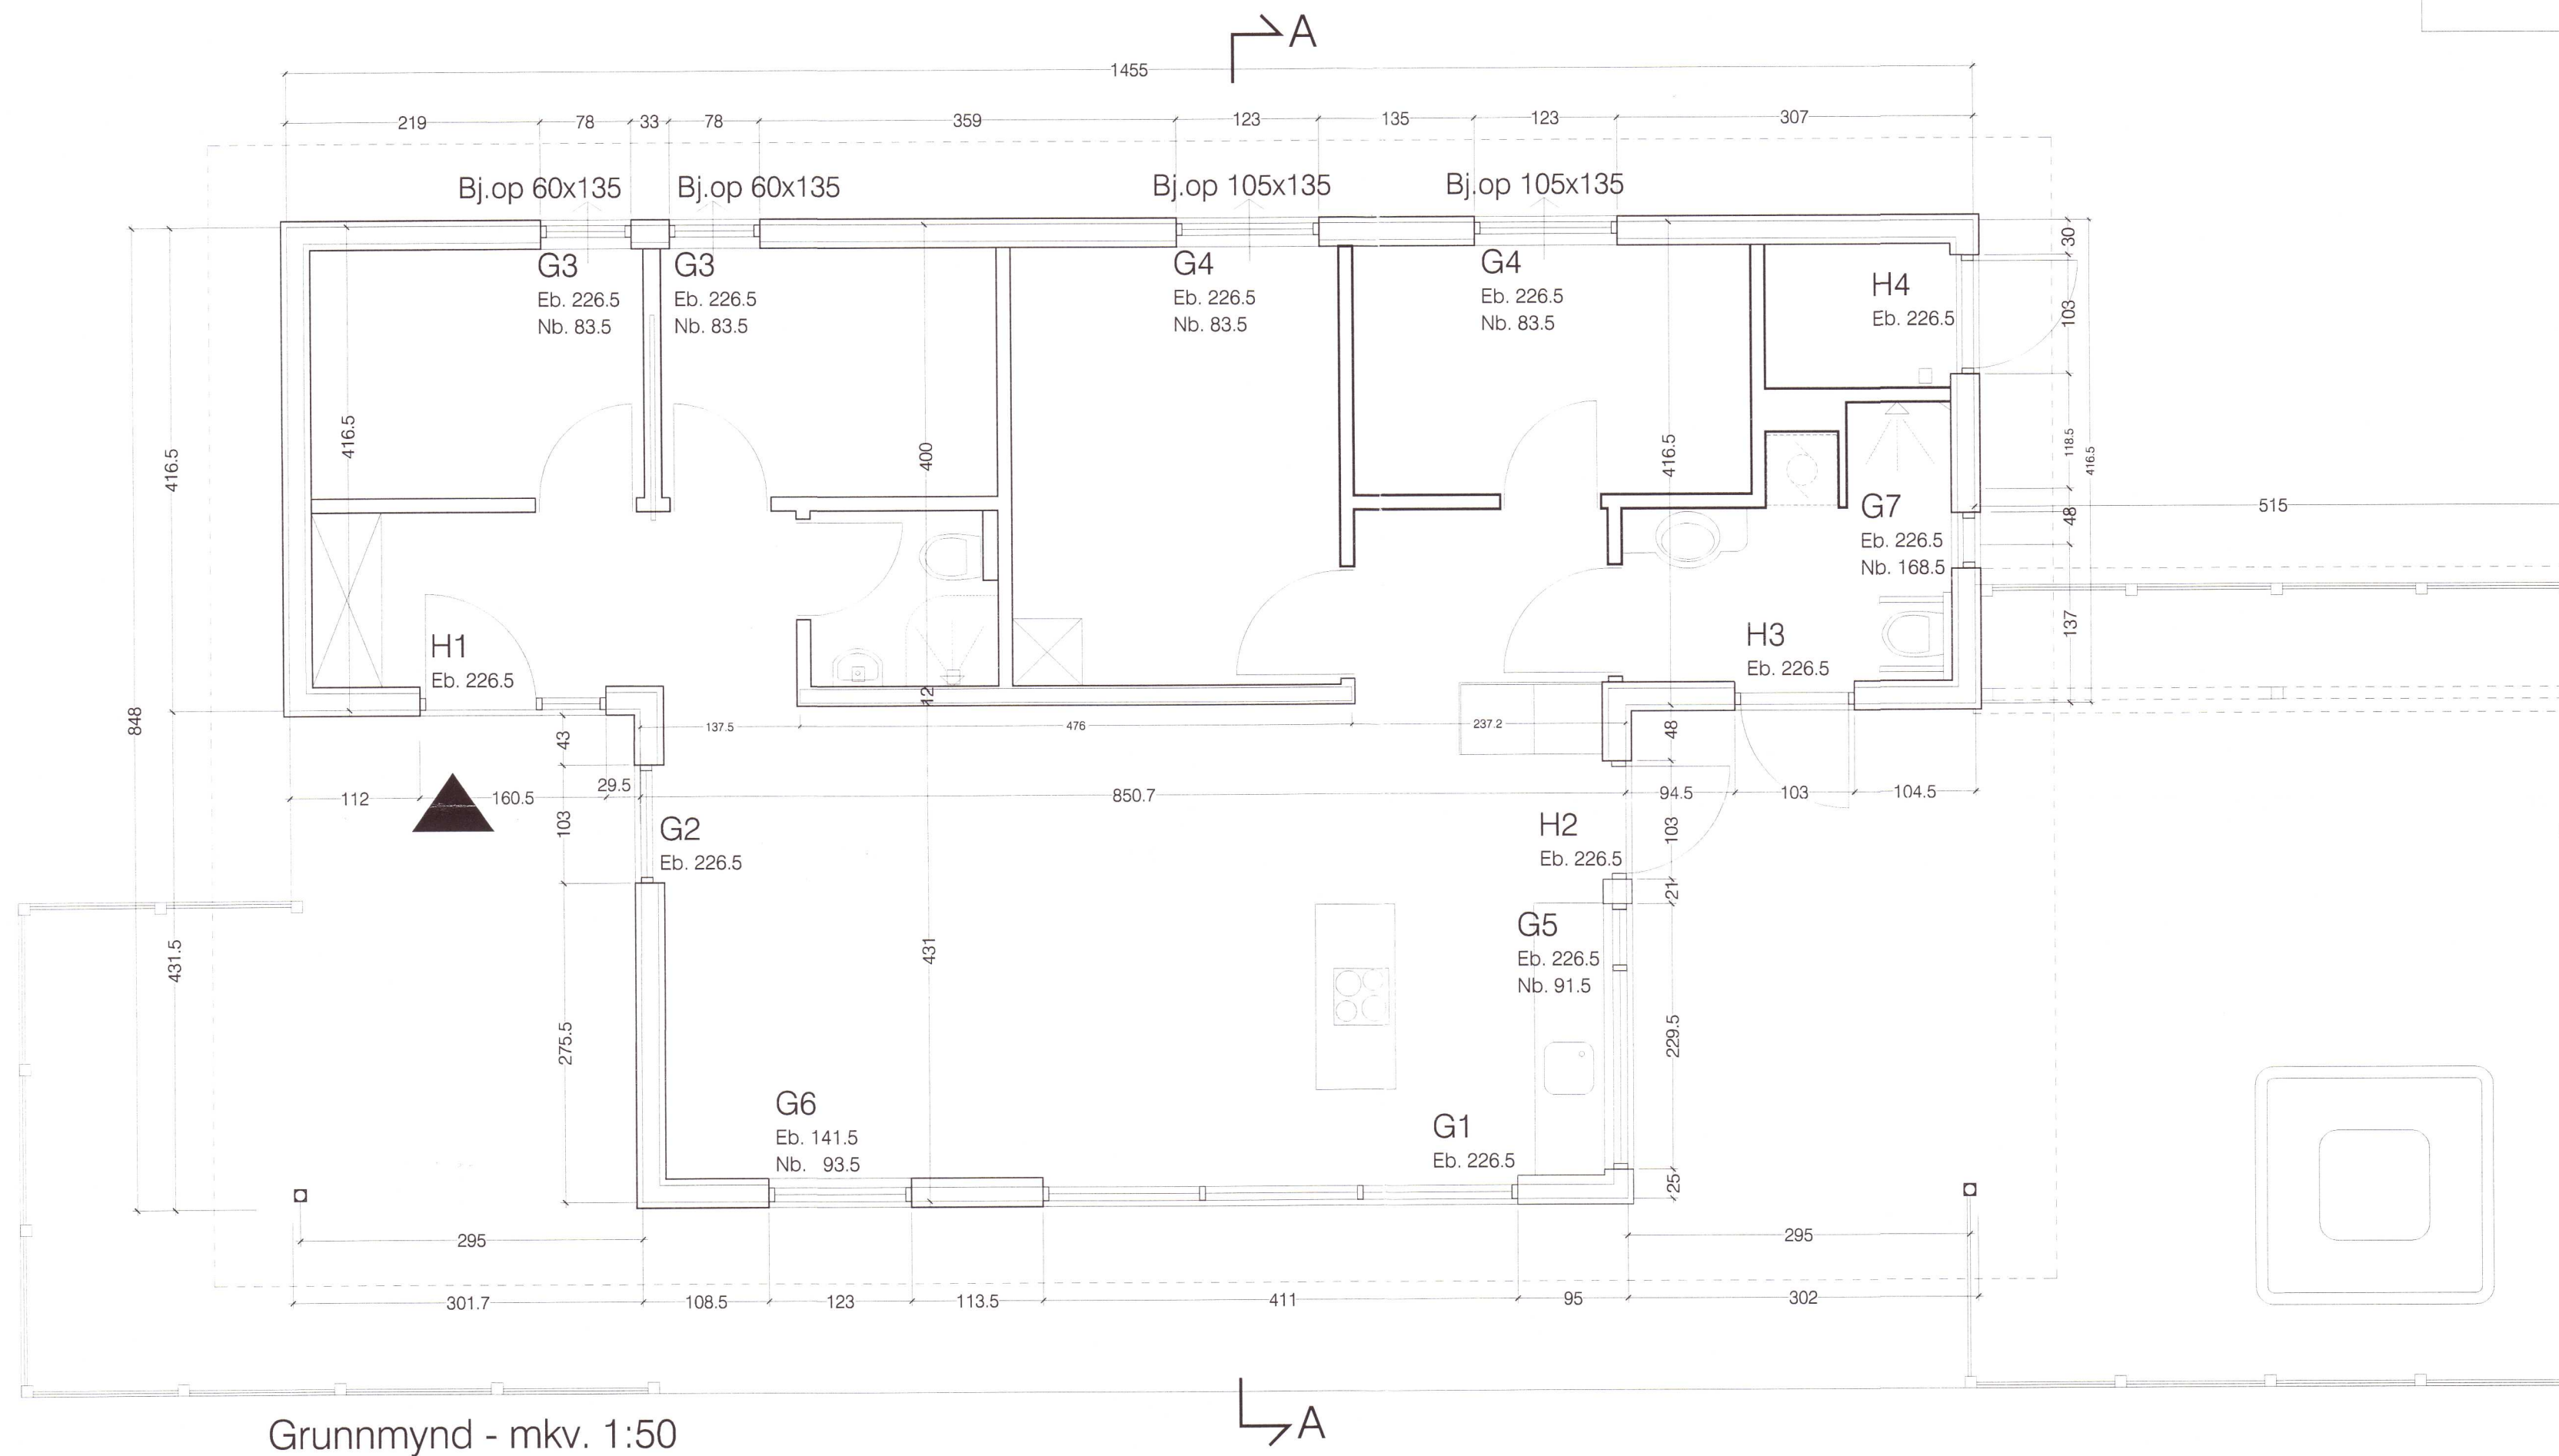 A
1455
219 78 33 78 359 123 135 123 307
Bj.op 60x135 Bj.op 60x135 Bj.op 105x135 Bj.op 105x135
G3
Eb. 226.5
Nb. 83.5
G3
Eb. 226.5
Nb. 83.5
G4
Eb. 226.5
Nb. 83.5
G4
Eb. 226.5
Nb. 83.5
H4
Eb. 226.5
30
103
118.5
416.5
48
137
515
848
416.5
431.5
416.5
400
416.5
G7
Eb. 226.5
Nb. 168.5
H1
Eb. 226.5
H3
Eb. 226.5
12
137.5 476 237.2
43
48
112 160.5 29.5 850.7 94.5 103 104.5
103
103
G2
Eb. 226.5
H2
Eb. 226.5
21
G5
Eb. 226.5
Nb. 91.5
431
275.5
229.5
G6
Eb. 141.5
Nb. 93.5
G1
Eb. 226.5
25
295 295
301.7 108.5 123 113.5 411 95 302
A
Grunnmynd - mkv. 1:50